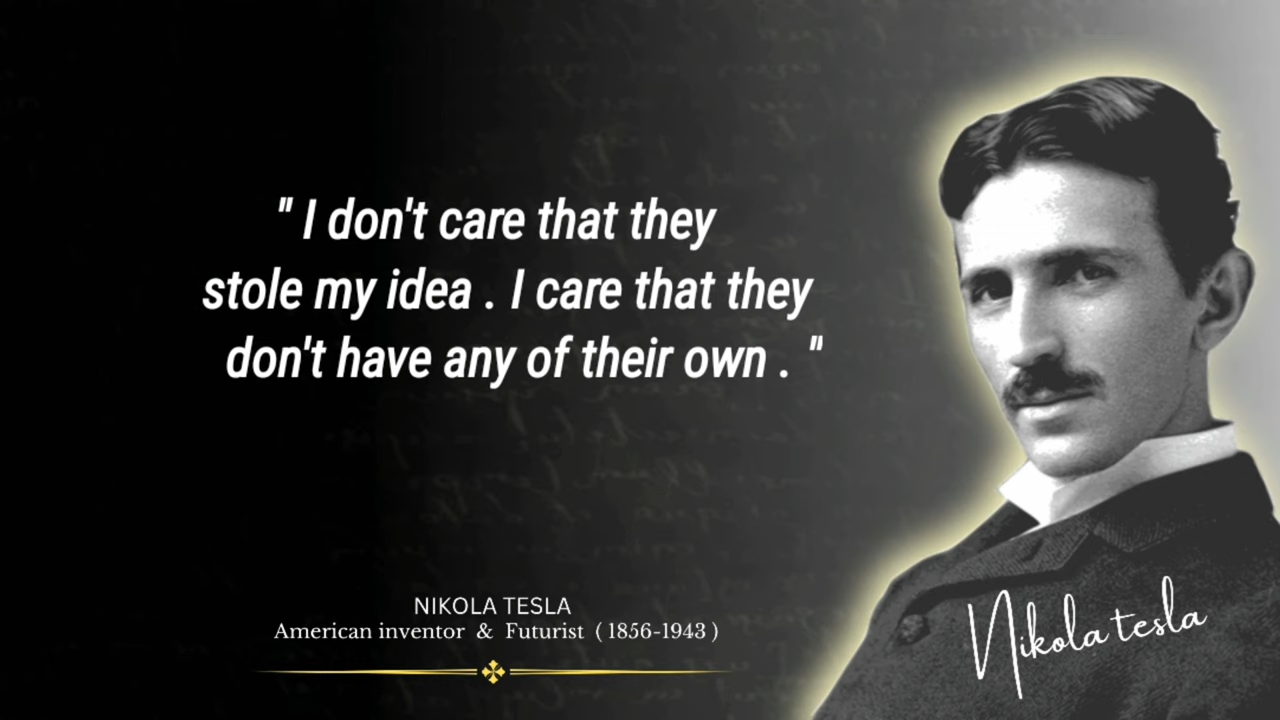 " I don't care that they
stole my idea . I care that they
don't have any of their own . "
NIKOLA TESLA
American inventor & Futurist ( 1856-1943 )
Nikola tesla